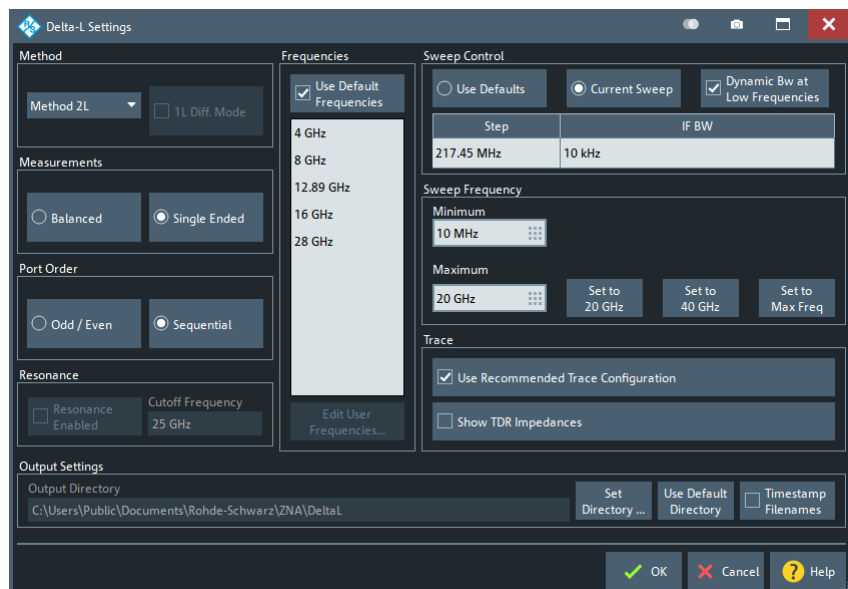 Delta-L Settings
Method
Method 2L
1L Diff. Mode
Measurements
Balanced
Single Ended
Port Order
Odd / Even
Sequential
Resonance
Resonance
Enabled
Cutoff Frequency
25 GHz
Frequencies
Use Default
Frequencies
4 GHz
8 GHz
12.89 GHz
16 GHz
28 GHz
Edit User
Frequencies...
Sweep Control
Use Defaults
Current Sweep
Dynamic Bw at
Low Frequencies
Step
IF BW
217.45 MHz
10 kHz
Sweep Frequency
Minimum
10 MHz
Maximum
20 GHz
Set to
20 GHz
Set to
40 GHz
Set to
Max Freq
Trace
Use Recommended Trace Configuration
Show TDR Impedances
Output Settings
Output Directory
C:\Users\Public\Documents\Rohde-Schwarz\ZNA\DeltaL
Set
Directory ...
Use Default
Directory
Timestamp
Filenames
OK
Cancel
? Help